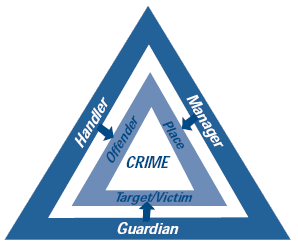 Handler
Manager
Offender
Place
CRIME
Target/Victim
Guardian